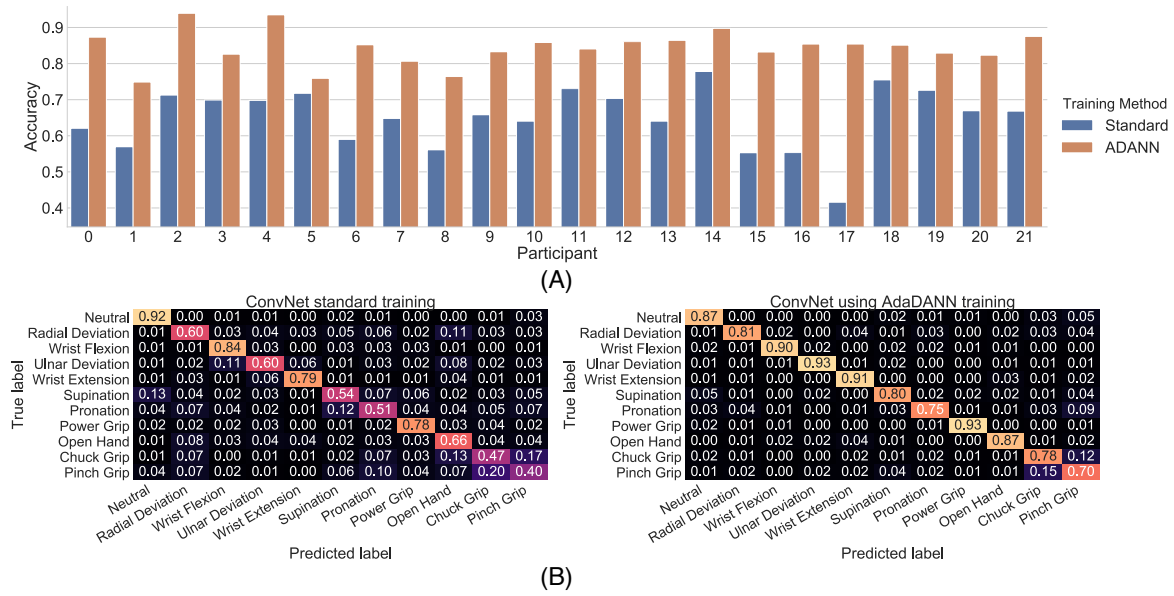 0.9
0.8
0.7
0.6
0.5
0.4
Accuracy
0 1 2 3 4 5 6 7 8 9 10 11 12 13 14 15 16 17 18 19 20 21
Participant
Training Method
Standard
ADANN
(A)
ConvNet standard training
True label
Neutral 0.92 0.00 0.01 0.01 0.00 0.01 0.00 0.00 0.00 0.01 0.03
Radial Deviation 0.01 0.60 0.03 0.04 0.03 0.05 0.06 0.02 0.11 0.03 0.03
Wrist Flexion 0.01 0.01 0.84 0.03 0.00 0.03 0.03 0.03 0.00 0.00 0.01
Ulnar Deviation 0.01 0.02 0.11 0.60 0.06 0.03 0.01 0.03 0.08 0.02 0.03
Wrist Extension 0.02 0.03 0.01 0.06 0.79 0.01 0.01 0.01 0.04 0.01 0.01
Supination 0.13 0.04 0.02 0.03 0.01 0.54 0.07 0.06 0.02 0.03 0.05
Pronation 0.04 0.07 0.04 0.02 0.01 0.12 0.51 0.04 0.04 0.05 0.07
Power Grip 0.02 0.02 0.02 0.03 0.00 0.01 0.02 0.78 0.03 0.04 0.02
Open Hand 0.01 0.08 0.03 0.04 0.04 0.02 0.03 0.03 0.66 0.04 0.04
Chuck Grip 0.01 0.07 0.00 0.00 0.00 0.02 0.07 0.04 0.13 0.47 0.17
Pinch Grip 0.04 0.07 0.02 0.01 0.00 0.06 0.10 0.04 0.07 0.20 0.40
Neutral
Radial Deviation
Wrist Flexion
Ulnar Deviation
Wrist Extension
Supination
Pronation
Power Grip
Open Hand
Chuck Grip
Pinch Grip
Predicted label
ConvNet using AdaDANN training
True label
Neutral 0.87 0.00 0.01 0.00 0.01 0.01 0.01 0.00 0.00 0.03 0.05
Radial Deviation 0.01 0.81 0.02 0.00 0.04 0.01 0.03 0.00 0.01 0.03 0.04
Wrist Flexion 0.02 0.01 0.90 0.02 0.00 0.01 0.01 0.01 0.00 0.01 0.02
Ulnar Deviation 0.01 0.00 0.01 0.93 0.01 0.00 0.00 0.01 0.00 0.01 0.02
Wrist Extension 0.01 0.01 0.00 0.01 0.91 0.00 0.00 0.00 0.03 0.01 0.02
Supination 0.05 0.01 0.02 0.00 0.02 0.80 0.02 0.01 0.00 0.02 0.04
Pronation 0.03 0.04 0.01 0.00 0.01 0.03 0.75 0.01 0.00 0.03 0.09
Power Grip 0.01 0.00 0.01 0.01 0.00 0.00 0.00 0.93 0.00 0.01 0.01
Open Hand 0.01 0.02 0.00 0.02 0.02 0.01 0.00 0.00 0.87 0.01 0.02
Chuck Grip 0.01 0.02 0.01 0.01 0.00 0.01 0.01 0.02 0.01 0.78 0.12
Pinch Grip 0.01 0.02 0.02 0.02 0.00 0.02 0.04 0.01 0.00 0.15 0.70
Neutral
Radial Deviation
Wrist Flexion
Ulnar Deviation
Wrist Extension
Supination
Pronation
Power Grip
Open Hand
Chuck Grip
Pinch Grip
Predicted label
(B)